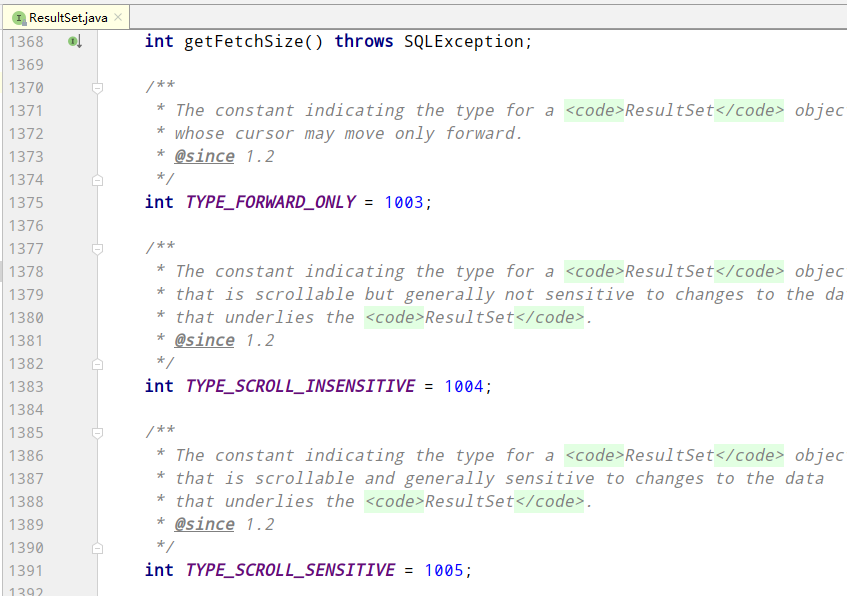 ResultSet.java
1368 int getFetchSize() throws SQLException;
1369
1370 /**
1371 * The constant indicating the type for a <code>ResultSet</code> objec
1372 * whose cursor may move only forward.
1373 * @since 1.2
1374 */
1375 int TYPE_FORWARD_ONLY = 1003;
1376
1377 /**
1378 * The constant indicating the type for a <code>ResultSet</code> objec
1379 * that is scrollable but generally not sensitive to changes to the da
1380 * that underlies the <code>ResultSet</code>.
1381 * @since 1.2
1382 */
1383 int TYPE_SCROLL_INSENSITIVE = 1004;
1384
1385 /**
1386 * The constant indicating the type for a <code>ResultSet</code> objec
1387 * that is scrollable and generally sensitive to changes to the data
1388 * that underlies the <code>ResultSet</code>.
1389 * @since 1.2
1390 */
1391 int TYPE_SCROLL_SENSITIVE = 1005;
1392